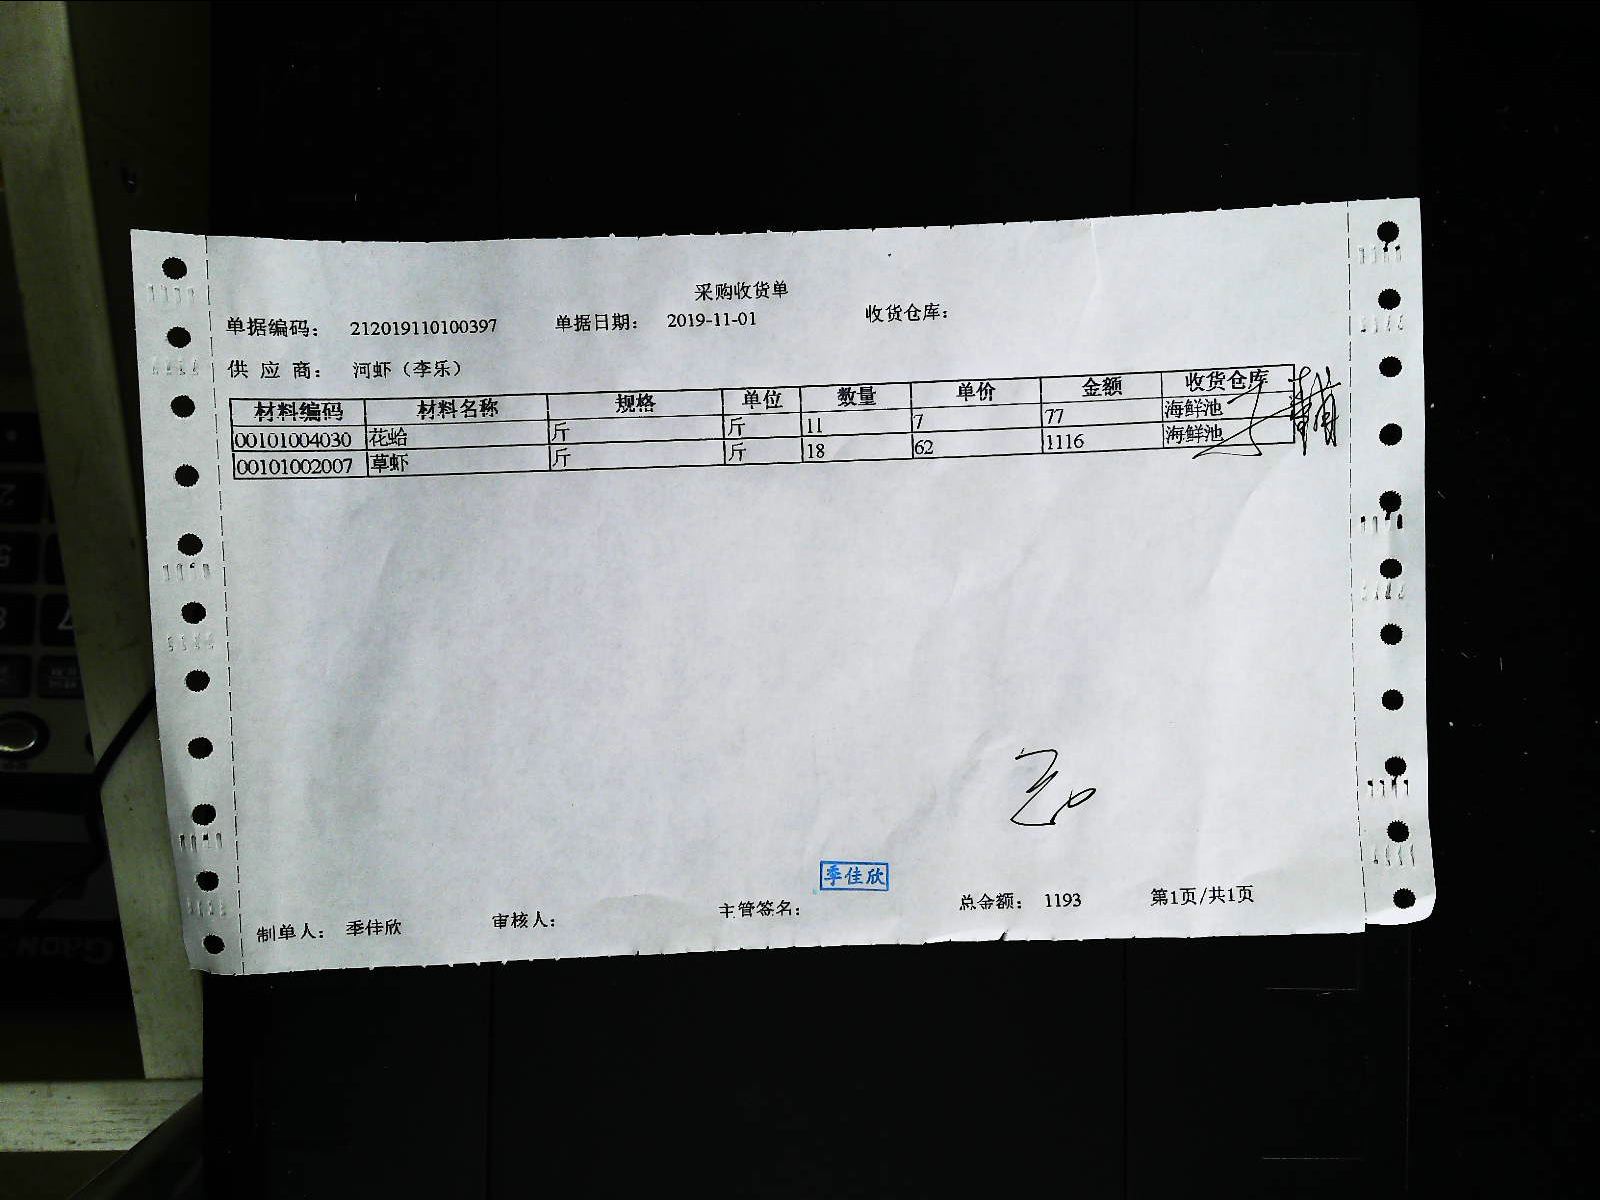 采购收货单
单据编码： 212019110100397 单据日期： 2019-11-01 收货仓库：
供 应 商： 河虾（李乐）
材料编码 材料名称 规格 单位 数量 单价 金额 收货仓库
00101004030 花蛤 斤 斤 11 7 77 海鲜池
00101002007 草虾 斤 斤 18 62 1116 海鲜池
季佳欣
制单人： 季佳欣 审核人： 主管签名： 总金额： 1193 第1页/共1页